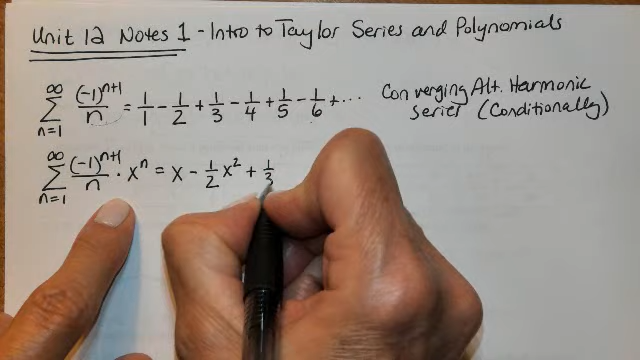 Unit 12 Notes 1 - Intro to Taylor Series and Polynomials
∞ Σ n=1 (-1)^(n+1)/n = 1/1 - 1/2 + 1/3 - 1/4 + 1/5 - 1/6 + ... Converging Alt. Harmonic
series (Conditionally)
∞ Σ n=1 (-1)^(n+1)/n · x^n = x - 1/2 x^2 + 1/3